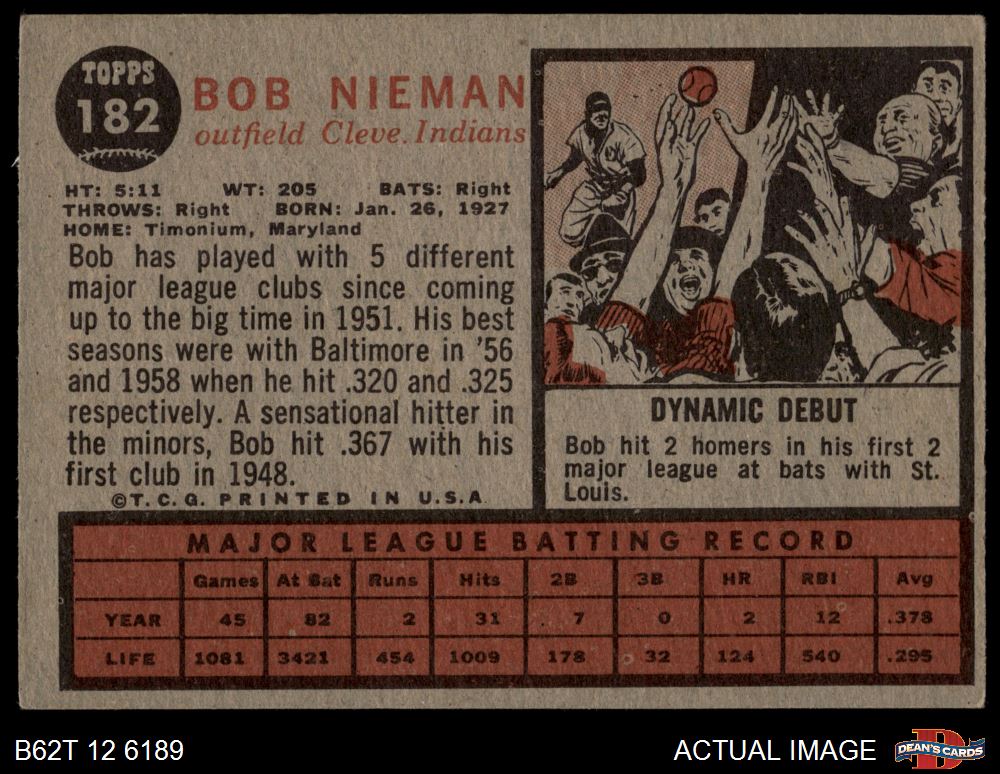 TOPPS
182
BOB NIEMAN
outfield Cleve. Indians
HT: 5:11 WT: 205 BATS: Right
THROWS: Right BORN: Jan. 26, 1927
HOME: Timonium, Maryland
Bob has played with 5 different
major league clubs since coming
up to the big time in 1951. His best
seasons were with Baltimore in '56
and 1958 when he hit .320 and .325
respectively. A sensational hitter in
the minors, Bob hit .367 with his
first club in 1948.
©T.C.G. PRINTED IN U.S.A
DYNAMIC DEBUT
Bob hit 2 homers in his first 2
major league at bats with St.
Louis.
MAJOR LEAGUE BATTING RECORD
Games At Bat Runs Hits 2B 3B HR RBI Avg
YEAR 45 82 2 31 7 0 2 12 .378
LIFE 1081 3421 454 1009 178 32 124 540 .295
B62T 12 6189
ACTUAL IMAGE
D
DEAN'S CARDS